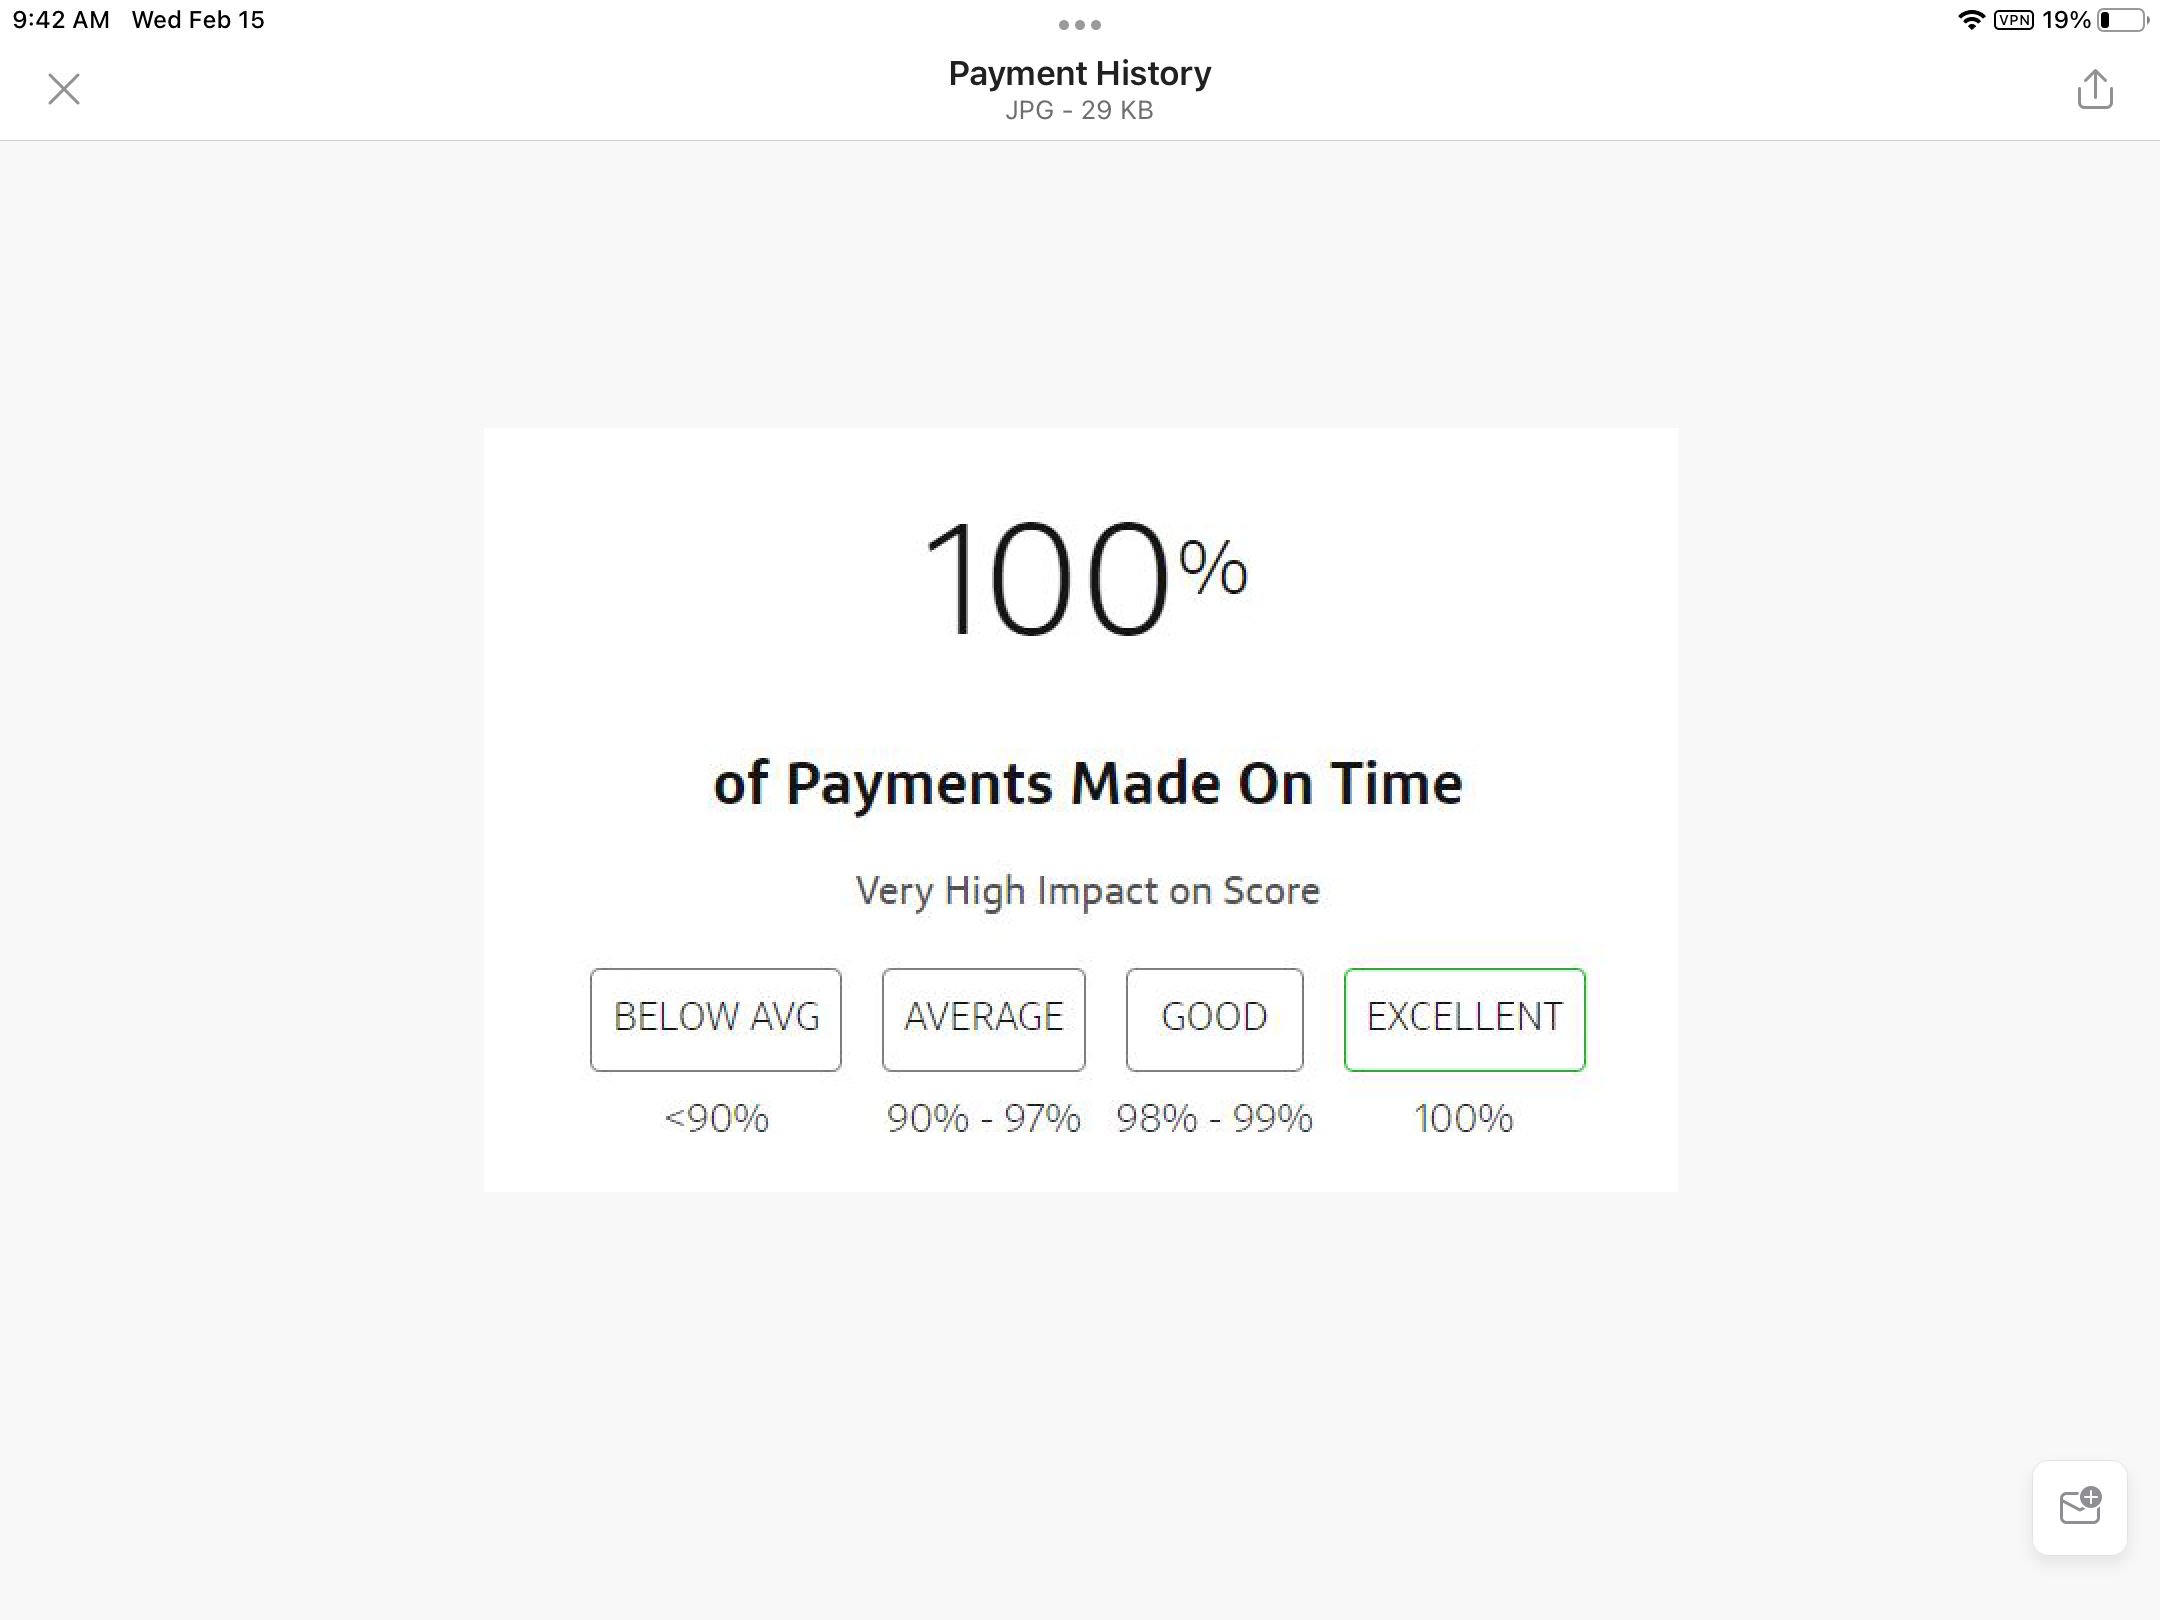 9:42 AM Wed Feb 15
VPN 19%
Payment History
JPG - 29 KB
100%
of Payments Made On Time
Very High Impact on Score
BELOW AVG AVERAGE GOOD EXCELLENT
<90% 90% - 97% 98% - 99% 100%